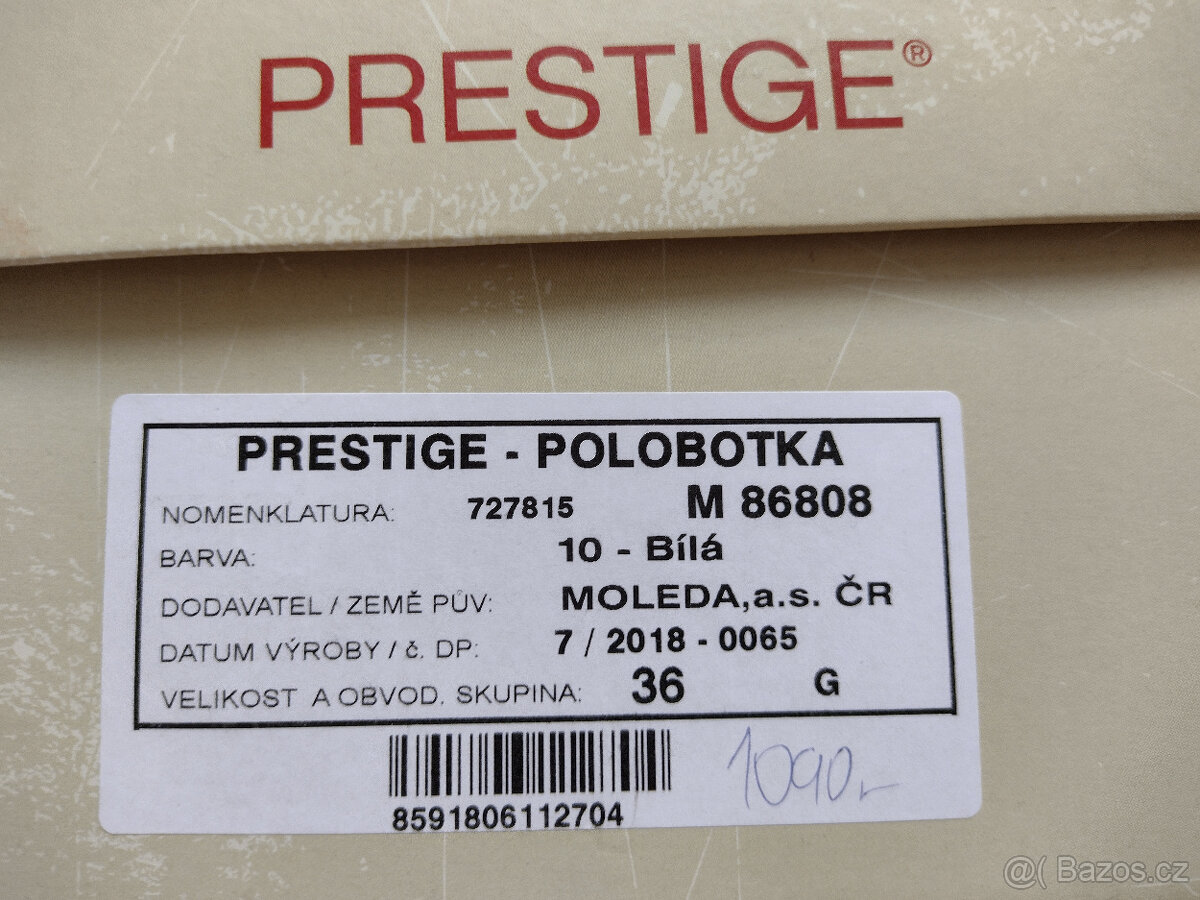 PRESTIGE®
PRESTIGE - POLOBOTKA
NOMENKLATURA: 727815 M 86808
BARVA: 10 - Bílá
DODAVATEL / ZEMĚ PŮV: MOLEDA,a.s. ČR
DATUM VÝROBY / č. DP: 7 / 2018 - 0065
VELIKOST A OBVOD. SKUPINA: 36 G
1090,-
8591806112704
@( Bazos.cz